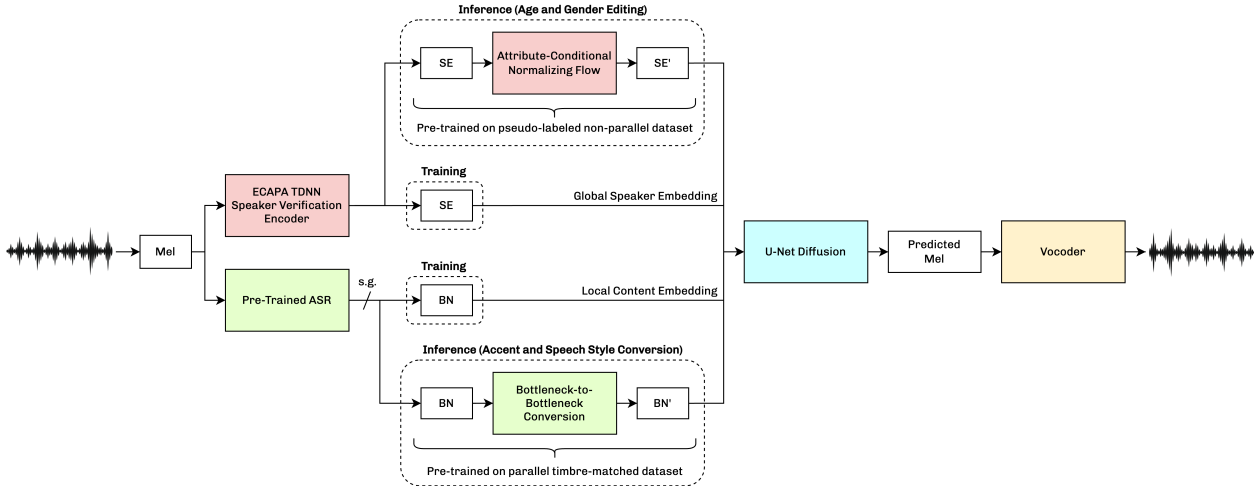 Inference (Age and Gender Editing)
SE
Attribute-Conditional
Normalizing Flow
SE'
Pre-trained on pseudo-labeled non-parallel dataset
Training
ECAPA TDNN
Speaker Verification
Encoder
SE
Global Speaker Embedding
Mel
U-Net Diffusion
Predicted
Mel
Vocoder
Training
Pre-Trained ASR
s.g.
BN
Local Content Embedding
Inference (Accent and Speech Style Conversion)
BN
Bottleneck-to-
Bottleneck
Conversion
BN'
Pre-trained on parallel timbre-matched dataset